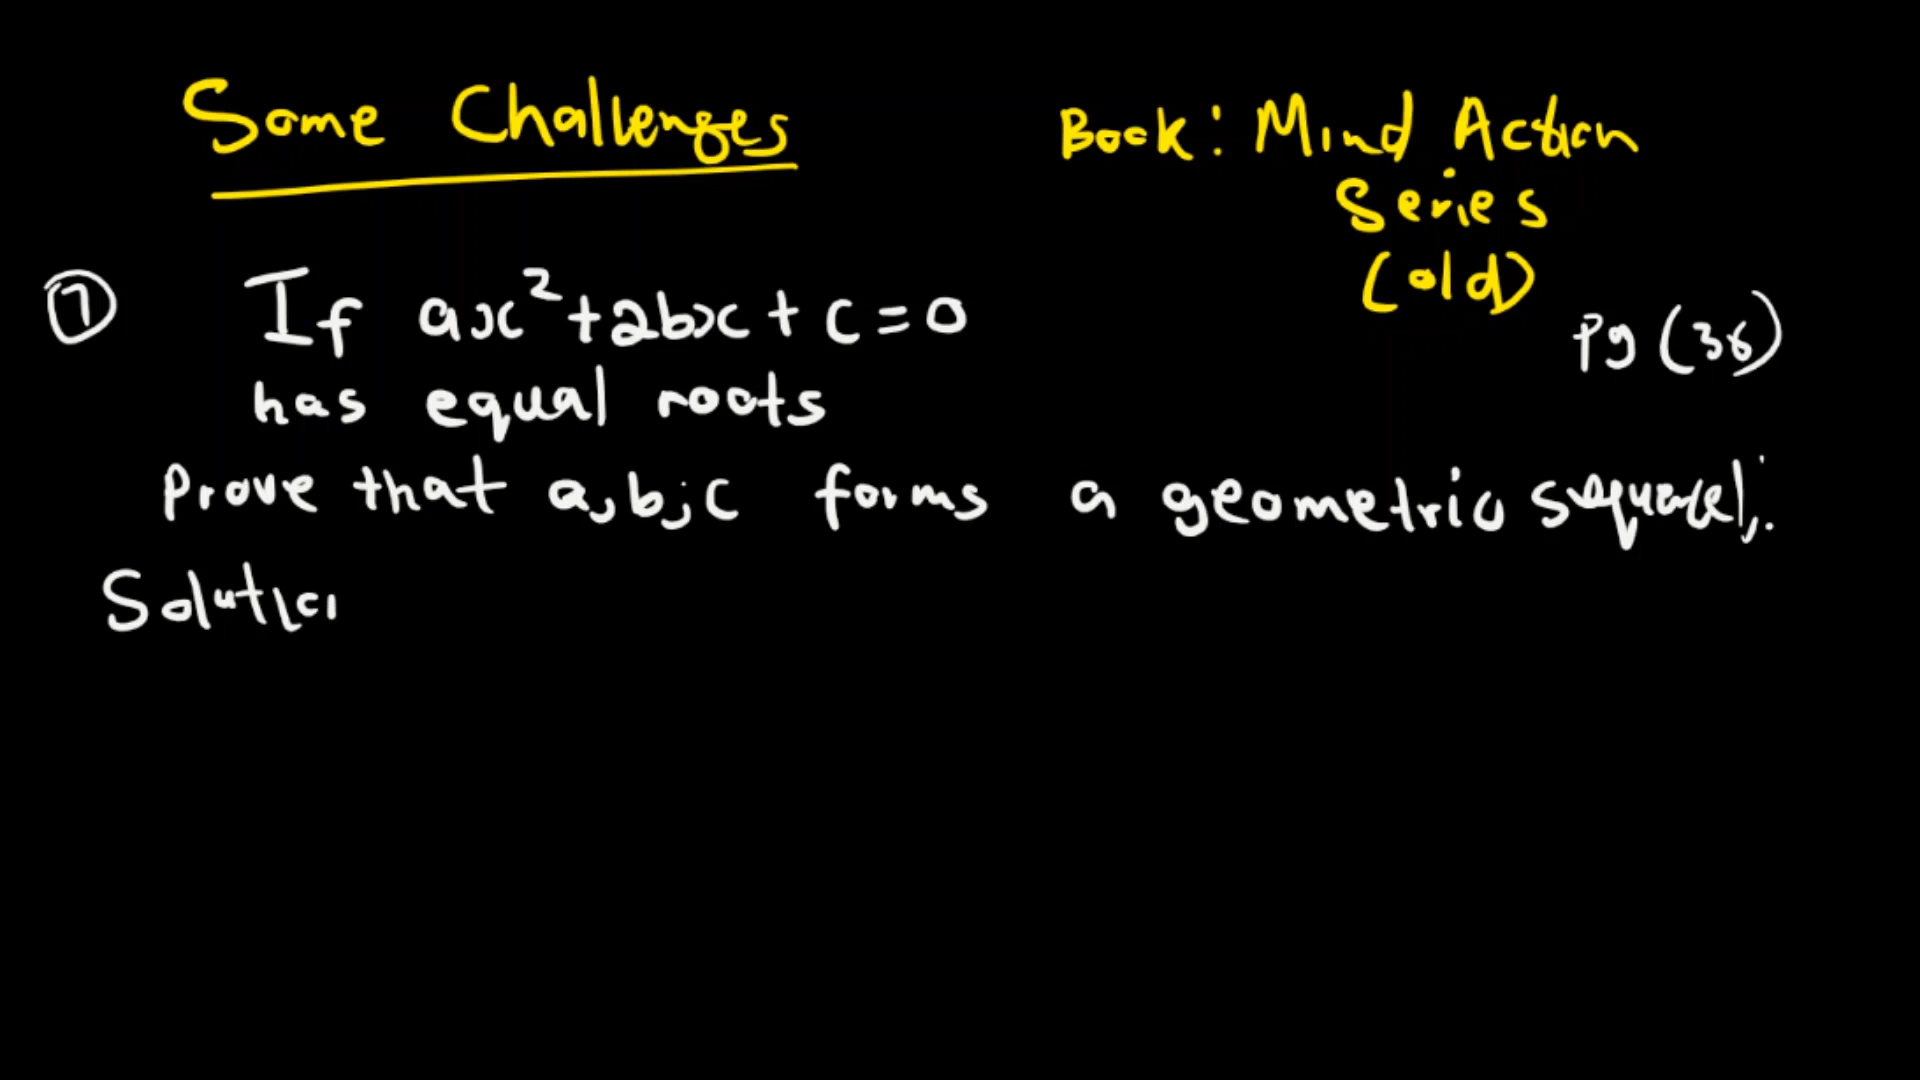 Some Challenges
Book: Mind Action
Series
(old)
⑦ If ax²+2bx+c=0
Pg (36)
has equal roots
Prove that a;b;c forms a geometric
Solution